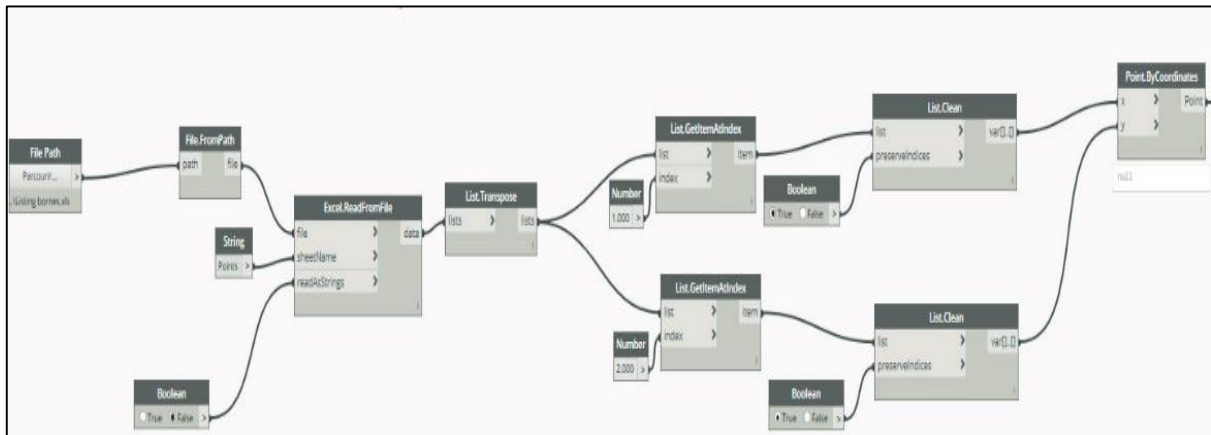 File Path
Parcourir... >
..\Listing bornes.xls
File.FromPath
path > file
String
Points >
Boolean
True False >
Excel.ReadFromFile
file > data
sheetName >
readAsStrings >
List.Transpose
lists > lists
List.GetItemAtIndex
list > item
index >
Number
1.000 >
List.Clean
list > var[]..[]
preserveIndices >
Boolean
True False >
List.GetItemAtIndex
list > item
index >
Number
2.000 >
List.Clean
list > var[]..[]
preserveIndices >
Boolean
True False >
Point.ByCoordinates
x > Point
y >
null